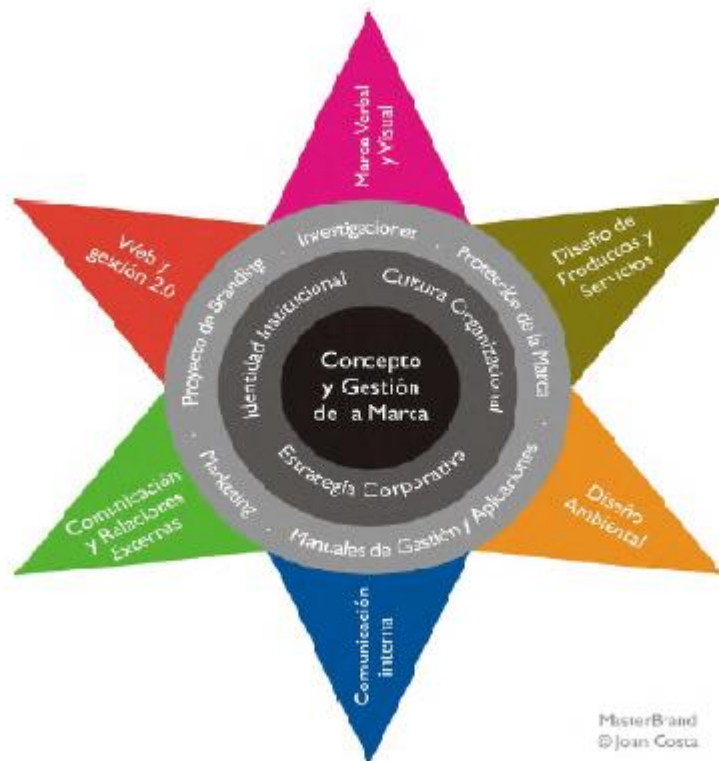 Marca Verbal
y Visual
Diseño de
Productos y
Servicios
Diseño
Ambiental
Comunicación
interna
Comunicación
y Relaciones
Externas
Web y
gestión 2.0
Investigaciones · Protección de la Marca · Manuales de Gestión y Aplicaciones · Marketing · Proyecto de Branding ·
Identidad Institucional
Cultura Organizacional
Estrategia Corporativa
Concepto
y Gestión
de la Marca
MasterBrand
© Joan Costa